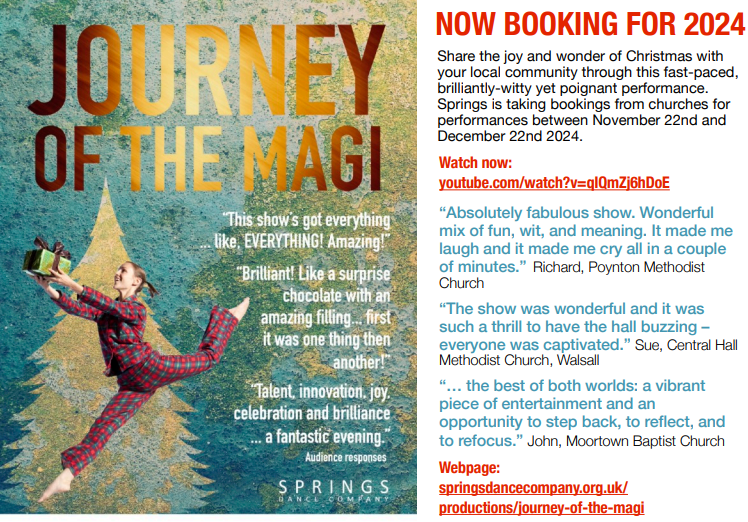 JOURNEY
OF THE MAGI
“This show’s got everything
... like, EVERYTHING! Amazing!”
“Brilliant! Like a surprise
chocolate with an
amazing filling... first
it was one thing then
another!”
“Talent, innovation, joy,
celebration and brilliance
... a fantastic evening.”
Audience responses
SPRINGS
DANCE COMPANY
NOW BOOKING FOR 2024
Share the joy and wonder of Christmas with
your local community through this fast-paced,
brilliantly-witty yet poignant performance.
Springs is taking bookings from churches for
performances between November 22nd and
December 22nd 2024.
Watch now:
youtube.com/watch?v=qIQmZj6hDoE
“Absolutely fabulous show. Wonderful
mix of fun, wit, and meaning. It made me
laugh and it made me cry all in a couple
of minutes.” Richard, Poynton Methodist
Church
“The show was wonderful and it was
such a thrill to have the hall buzzing –
everyone was captivated.” Sue, Central Hall
Methodist Church, Walsall
“… the best of both worlds: a vibrant
piece of entertainment and an
opportunity to step back, to reflect, and
to refocus.” John, Moortown Baptist Church
Webpage:
springsdancecompany.org.uk/
productions/journey-of-the-magi